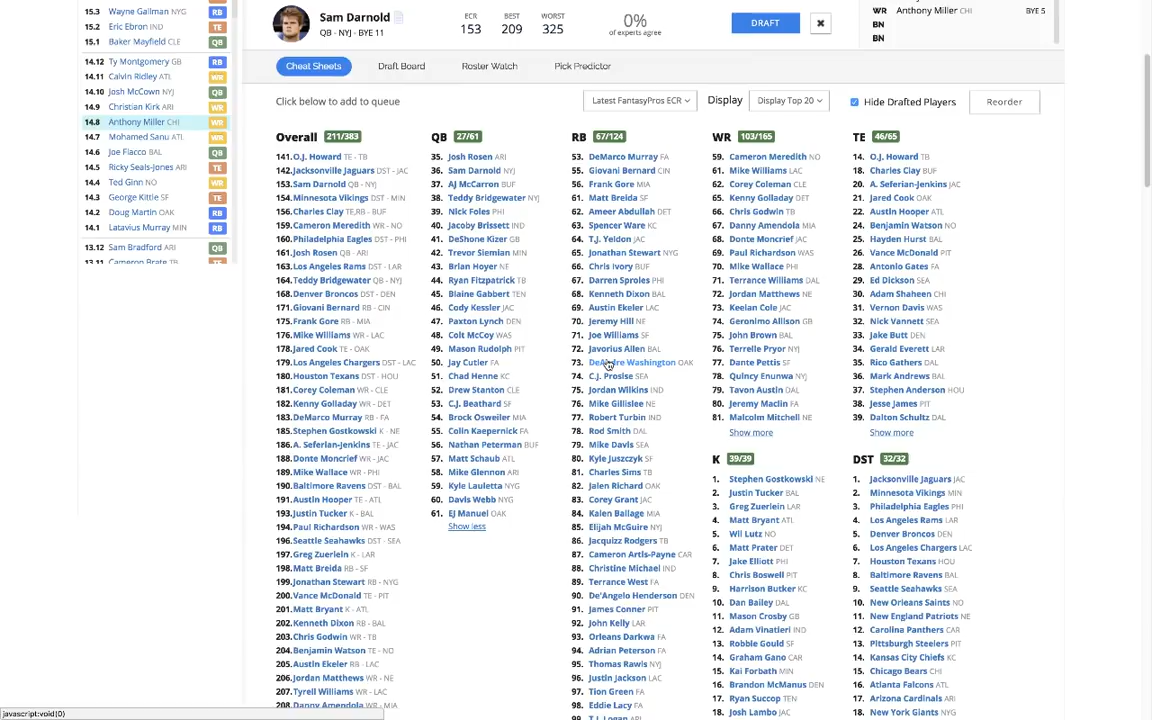 15.3 Wayne Gallman NYG RB
15.2 Eric Ebron IND TE
15.1 Baker Mayfield CLE QB
14.12 Ty Montgomery GB RB
14.11 Calvin Ridley ATL WR
14.10 Josh McCown NYJ QB
14.9 Christian Kirk ARI WR
14.8 Anthony Miller CHI WR
14.7 Mohamed Sanu ATL WR
14.6 Joe Flacco BAL QB
14.5 Ricky Seals-Jones ARI TE
14.4 Ted Ginn NO WR
14.3 George Kittle SF TE
14.2 Doug Martin OAK RB
14.1 Latavius Murray MIN RB
13.12 Sam Bradford ARI QB
13.11 Cameron Brate TB
Sam Darnold
QB - NYJ - BYE 11
ECR
153
BEST
209
WORST
325
0%
of experts agree
DRAFT
✖
WR Anthony Miller CHI BYE 5
BN
BN
Cheat Sheets
Draft Board
Roster Watch
Pick Predictor
Click below to add to queue
Latest FantasyPros ECR
Display
Display Top 20
Hide Drafted Players
Reorder
Overall 211/383
141. O.J. Howard TE - TB
142. Jacksonville Jaguars DST - JAC
153. Sam Darnold QB - NYJ
154. Minnesota Vikings DST - MIN
156. Charles Clay TE,RB - BUF
159. Cameron Meredith WR - NO
160. Philadelphia Eagles DST - PHI
161. Josh Rosen QB - ARI
163. Los Angeles Rams DST - LAR
164. Teddy Bridgewater QB - NYJ
168. Denver Broncos DST - DEN
171. Giovani Bernard RB - CIN
175. Frank Gore RB - MIA
176. Mike Williams WR - LAC
178. Jared Cook TE - OAK
179. Los Angeles Chargers DST - LAC
180. Houston Texans DST - HOU
181. Corey Coleman WR - CLE
182. Kenny Golladay WR - DET
183. DeMarco Murray RB - FA
185. Stephen Gostkowski K - NE
186. A. Seferian-Jenkins TE - JAC
188. Donte Moncrief WR - JAC
189. Mike Wallace WR - PHI
190. Baltimore Ravens DST - BAL
191. Austin Hooper TE - ATL
193. Justin Tucker K - BAL
194. Paul Richardson WR - WAS
196. Seattle Seahawks DST - SEA
197. Greg Zuerlein K - LAR
198. Matt Breida RB - SF
199. Jonathan Stewart RB - NYG
200. Vance McDonald TE - PIT
201. Matt Bryant K - ATL
202. Kenneth Dixon RB - BAL
203. Chris Godwin WR - TB
204. Benjamin Watson TE - NO
205. Austin Ekeler RB - LAC
206. Jordan Matthews WR - NE
207. Tyrell Williams WR - LAC
208. Danny Amendola WR - MIA
QB 27/61
35. Josh Rosen ARI
36. Sam Darnold NYJ
37. AJ McCarron BUF
38. Teddy Bridgewater NYJ
39. Nick Foles PHI
40. Jacoby Brissett IND
41. DeShone Kizer GB
42. Trevor Siemian MIN
43. Brian Hoyer NE
44. Ryan Fitzpatrick TB
45. Blaine Gabbert TEN
46. Cody Kessler JAC
47. Paxton Lynch DEN
48. Colt McCoy WAS
49. Mason Rudolph PIT
50. Jay Cutler FA
51. Chad Henne KC
52. Drew Stanton CLE
53. C.J. Beathard SF
54. Brock Osweiler MIA
55. Colin Kaepernick FA
56. Nathan Peterman BUF
57. Matt Schaub ATL
58. Mike Glennon ARI
59. Kyle Lauletta NYG
60. Davis Webb NYG
61. EJ Manuel OAK
Show less
RB 67/124
53. DeMarco Murray FA
55. Giovani Bernard CIN
56. Frank Gore MIA
61. Matt Breida SF
62. Ameer Abdullah DET
63. Spencer Ware KC
64. T.J. Yeldon JAC
65. Jonathan Stewart NYG
66. Chris Ivory BUF
67. Darren Sproles PHI
68. Kenneth Dixon BAL
69. Austin Ekeler LAC
70. Jeremy Hill NE
71. Joe Williams SF
72. Javorius Allen BAL
73. DeAndre Washington OAK
74. C.J. Prosise SEA
75. Jordan Wilkins IND
76. Mike Gillislee NE
77. Robert Turbin IND
78. Rod Smith DAL
79. Mike Davis SEA
80. Kyle Juszczyk SF
81. Charles Sims TB
82. Jalen Richard OAK
83. Corey Grant JAC
84. Kalen Ballage MIA
85. Elijah McGuire NYJ
86. Jacquizz Rodgers TB
87. Cameron Artis-Payne CAR
88. Christine Michael IND
89. Terrance West FA
90. De'Angelo Henderson DEN
91. James Conner PIT
92. John Kelly LAR
93. Orleans Darkwa FA
94. Adrian Peterson FA
95. Thomas Rawls NYJ
96. Justin Jackson LAC
97. Tion Green FA
98. Eddie Lacy FA
99. T.J. Logan ARI
WR 103/165
59. Cameron Meredith NO
61. Mike Williams LAC
62. Corey Coleman CLE
65. Kenny Golladay DET
66. Chris Godwin TB
67. Danny Amendola MIA
68. Donte Moncrief JAC
69. Paul Richardson WAS
70. Mike Wallace PHI
71. Terrance Williams DAL
72. Jordan Matthews NE
73. Keelan Cole JAC
74. Geronimo Allison GB
75. John Brown BAL
76. Terrelle Pryor NYJ
77. Dante Pettis SF
78. Quincy Enunwa NYJ
79. Tavon Austin DAL
80. Jeremy Maclin FA
81. Malcolm Mitchell NE
Show more
TE 46/65
14. O.J. Howard TB
18. Charles Clay BUF
20. A. Seferian-Jenkins JAC
21. Jared Cook OAK
22. Austin Hooper ATL
24. Benjamin Watson NO
25. Hayden Hurst BAL
26. Vance McDonald PIT
28. Antonio Gates FA
29. Ed Dickson SEA
30. Adam Shaheen CHI
31. Vernon Davis WAS
32. Nick Vannett SEA
33. Jake Butt DEN
34. Gerald Everett LAR
35. Rico Gathers DAL
36. Mark Andrews BAL
37. Stephen Anderson HOU
38. Jesse James PIT
39. Dalton Schultz DAL
Show more
K 39/39
1. Stephen Gostkowski NE
2. Justin Tucker BAL
3. Greg Zuerlein LAR
4. Matt Bryant ATL
5. Wil Lutz NO
6. Matt Prater DET
7. Jake Elliott PHI
8. Chris Boswell PIT
9. Harrison Butker KC
10. Dan Bailey DAL
11. Mason Crosby GB
12. Adam Vinatieri IND
13. Robbie Gould SF
14. Graham Gano CAR
15. Kai Forbath MIN
16. Brandon McManus DEN
17. Ryan Succop TEN
18. Josh Lambo JAC
DST 32/32
1. Jacksonville Jaguars JAC
2. Minnesota Vikings MIN
3. Philadelphia Eagles PHI
4. Los Angeles Rams LAR
5. Denver Broncos DEN
6. Los Angeles Chargers LAC
7. Houston Texans HOU
8. Baltimore Ravens BAL
9. Seattle Seahawks SEA
10. New Orleans Saints NO
11. New England Patriots NE
12. Carolina Panthers CAR
13. Pittsburgh Steelers PIT
14. Kansas City Chiefs KC
15. Chicago Bears CHI
16. Atlanta Falcons ATL
17. Arizona Cardinals ARI
18. New York Giants NYG
javascript:void(0)